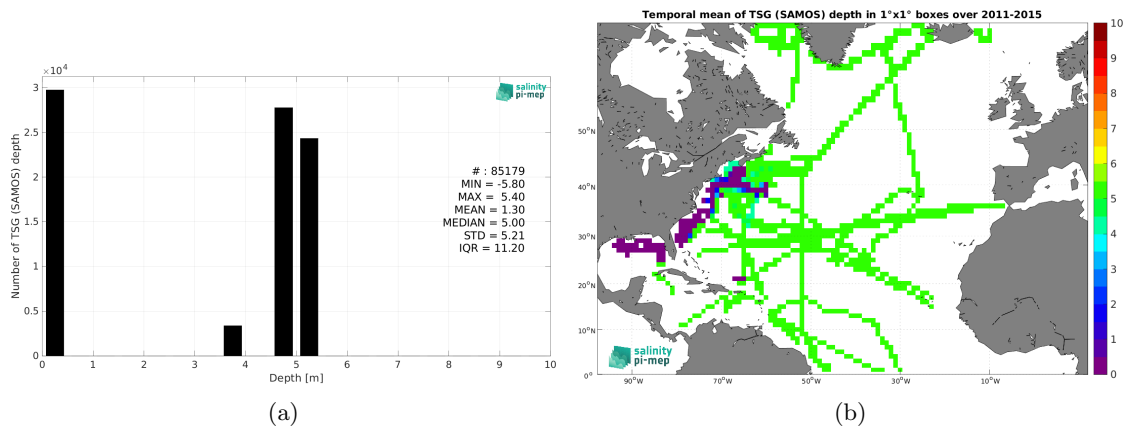 ×10⁴
3
2.5
2
1.5
1
0.5
0
0
1
2
3
4
5
6
7
8
9
10
Number of TSG (SAMOS) depth
Depth [m]
salinity
pi-mep
# : 85179
MIN = -5.80
MAX = 5.40
MEAN = 1.30
MEDIAN = 5.00
STD = 5.21
IQR = 11.20
(a)
Temporal mean of TSG (SAMOS) depth in 1°x1° boxes over 2011-2015
50°N
40°N
30°N
20°N
10°N
0°
90°W
70°W
50°W
30°W
10°W
salinity
pi-mep
10
9
8
7
6
5
4
3
2
1
0
(b)